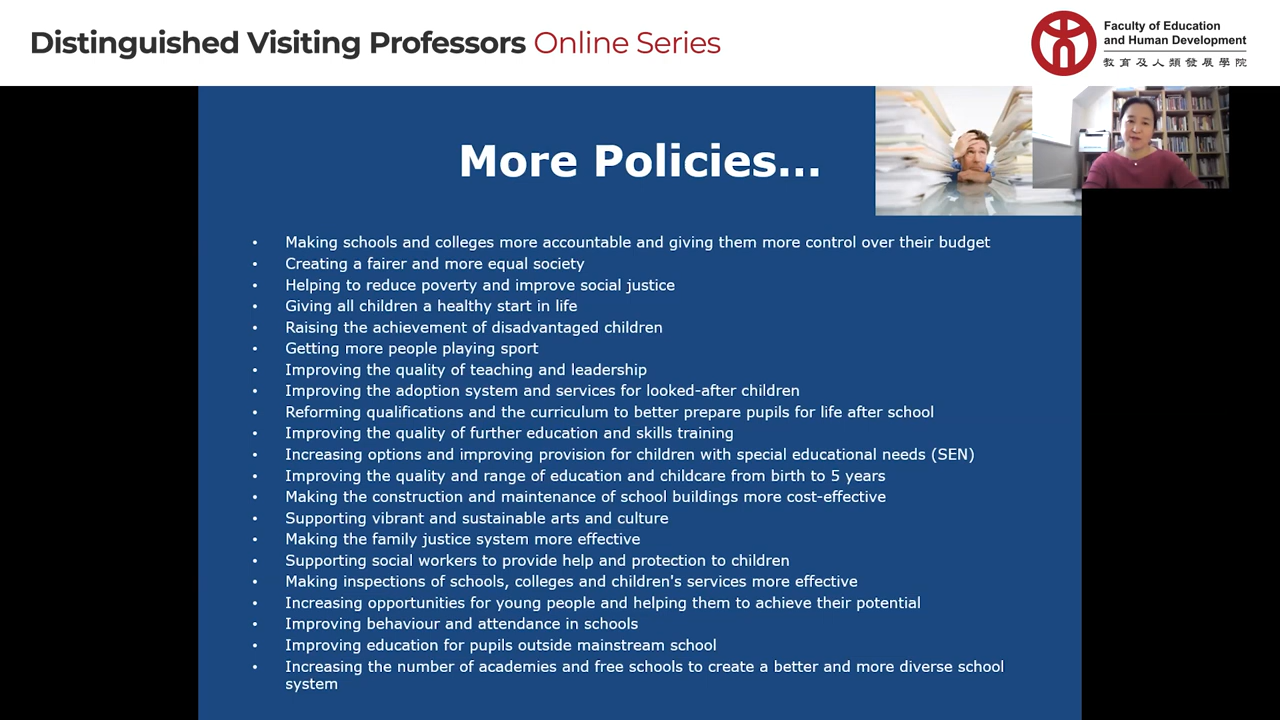 Distinguished Visiting Professors Online Series
Faculty of Education
and Human Development
教育及人類發展學院
More Policies...
• Making schools and colleges more accountable and giving them more control over their budget
• Creating a fairer and more equal society
• Helping to reduce poverty and improve social justice
• Giving all children a healthy start in life
• Raising the achievement of disadvantaged children
• Getting more people playing sport
• Improving the quality of teaching and leadership
• Improving the adoption system and services for looked-after children
• Reforming qualifications and the curriculum to better prepare pupils for life after school
• Improving the quality of further education and skills training
• Increasing options and improving provision for children with special educational needs (SEN)
• Improving the quality and range of education and childcare from birth to 5 years
• Making the construction and maintenance of school buildings more cost-effective
• Supporting vibrant and sustainable arts and culture
• Making the family justice system more effective
• Supporting social workers to provide help and protection to children
• Making inspections of schools, colleges and children's services more effective
• Increasing opportunities for young people and helping them to achieve their potential
• Improving behaviour and attendance in schools
• Improving education for pupils outside mainstream school
• Increasing the number of academies and free schools to create a better and more diverse school
system